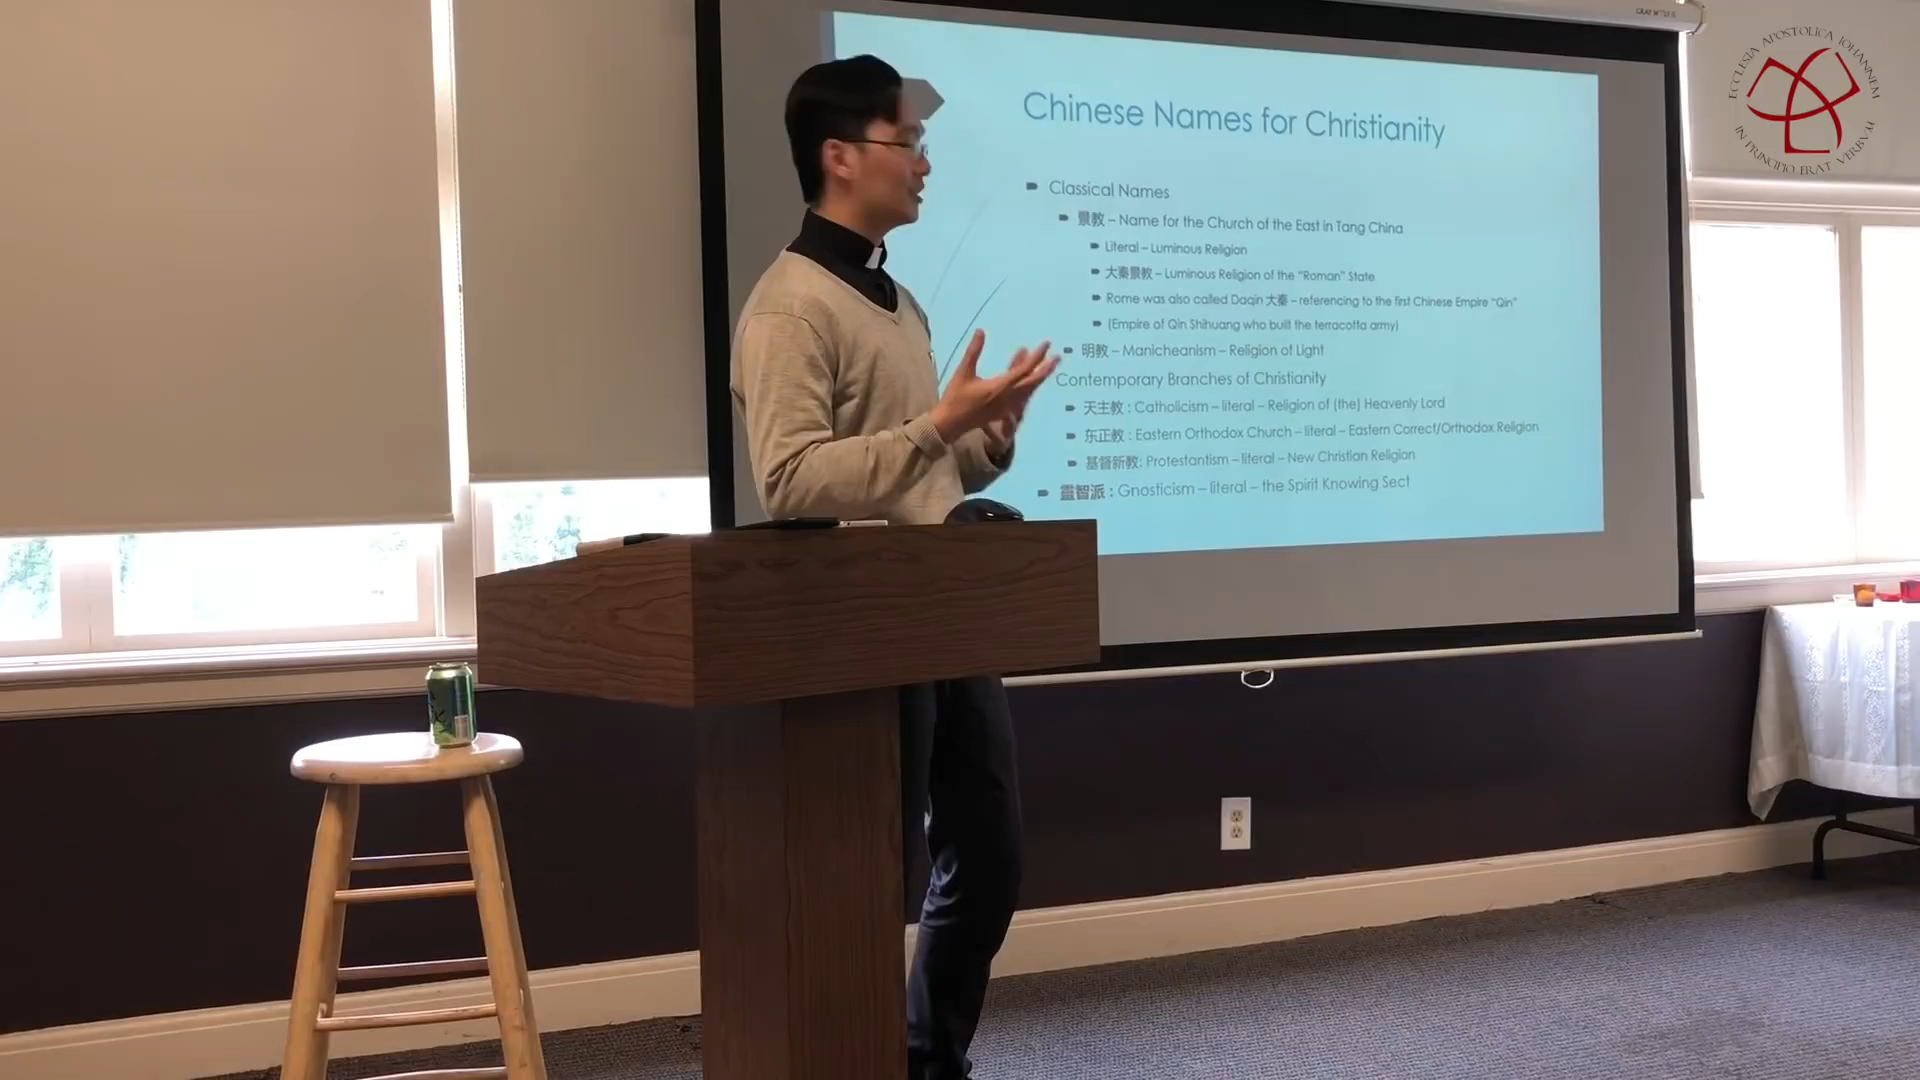 Chinese Names for Christianity
Classical Names
景教 – Name for the Church of the East in Tang China
Literal – Luminous Religion
大秦景教 – Luminous Religion of the “Roman” State
Rome was also called Daqin 大秦 – referencing to the first Chinese Empire “Qin”
(Empire of Qin Shihuang who built the terracotta army)
明教 – Manicheanism – Religion of Light
Contemporary Branches of Christianity
天主教 : Catholicism – literal – Religion of (the) Heavenly Lord
东正教 : Eastern Orthodox Church – literal – Eastern Correct/Orthodox Religion
基督新教: Protestantism – literal – New Christian Religion
靈智派 : Gnosticism – literal – the Spirit Knowing Sect
ECCLESIA APOSTOLICA IOHANNEM
IN PRINCIPIO ERAT VERBVM